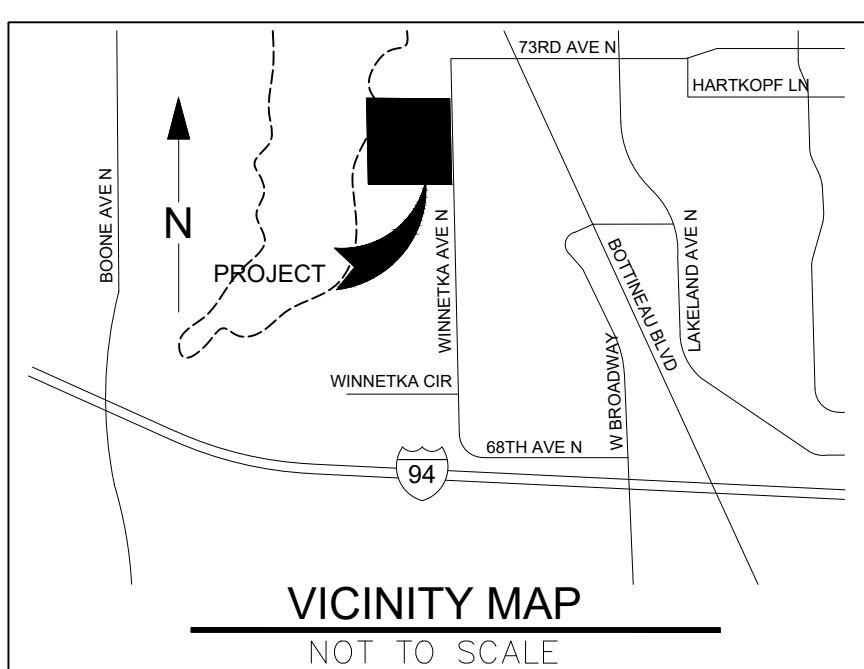 73RD AVE N
HARTKOPF LN
BOONE AVE N
N
PROJECT
WINNETKA AVE N
BOTTINEAU BLVD
LAKELAND AVE N
W BROADWAY
WINNETKA CIR
68TH AVE N
94
VICINITY MAP
NOT TO SCALE